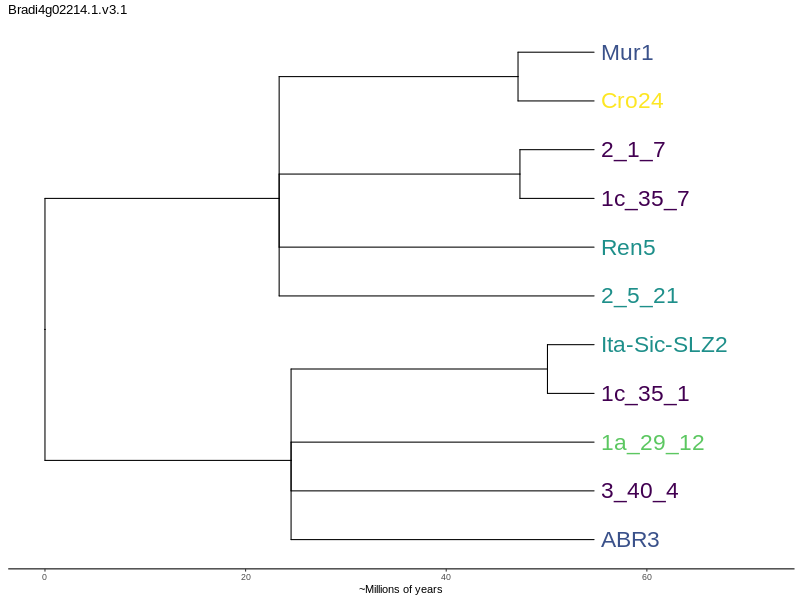 Bradi4g02214.1.v3.1
Mur1
Cro24
2_1_7
1c_35_7
Ren5
2_5_21
Ita-Sic-SLZ2
1c_35_1
1a_29_12
3_40_4
ABR3
0 20 40 60
~Millions of years